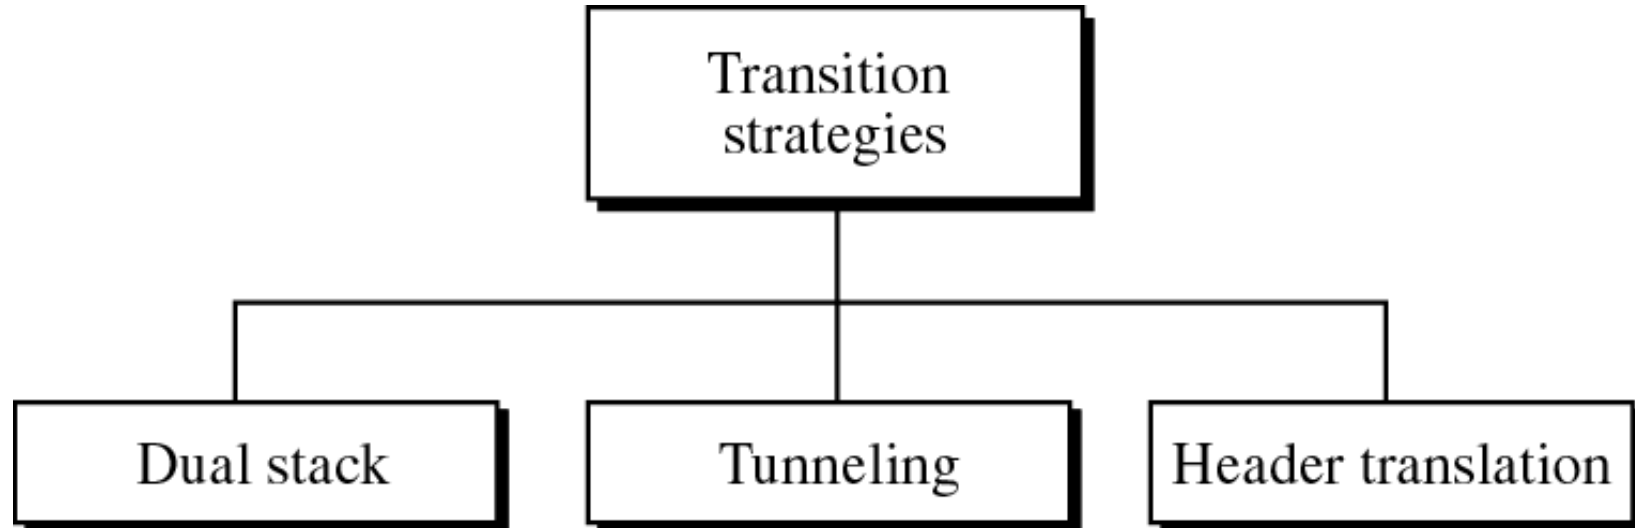 Transition
strategies
Dual stack
Tunneling
Header translation